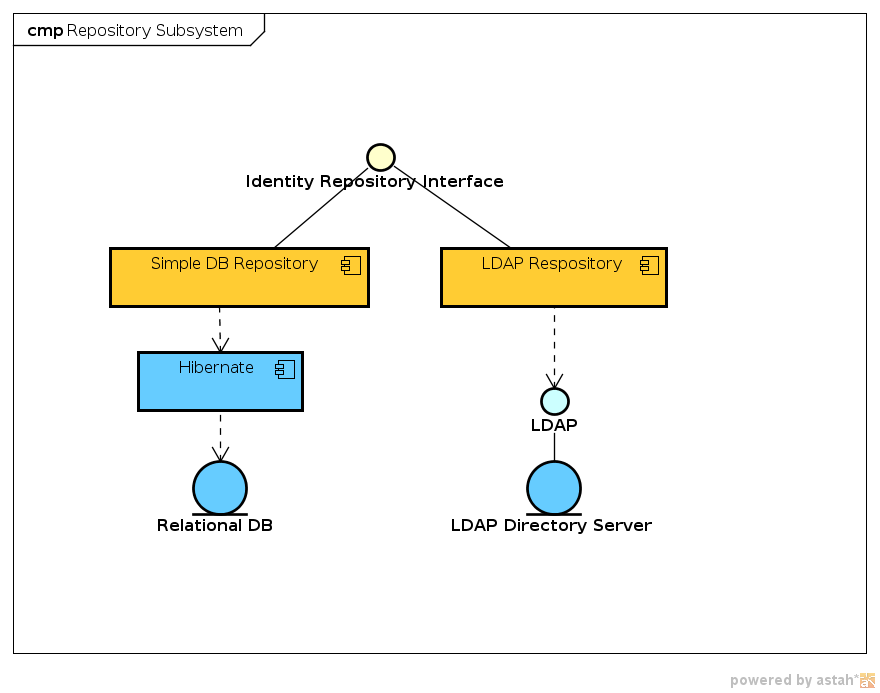 cmp Repository Subsystem
Identity Repository Interface
Simple DB Repository
LDAP Respository
Hibernate
LDAP
Relational DB
LDAP Directory Server
powered by astah*